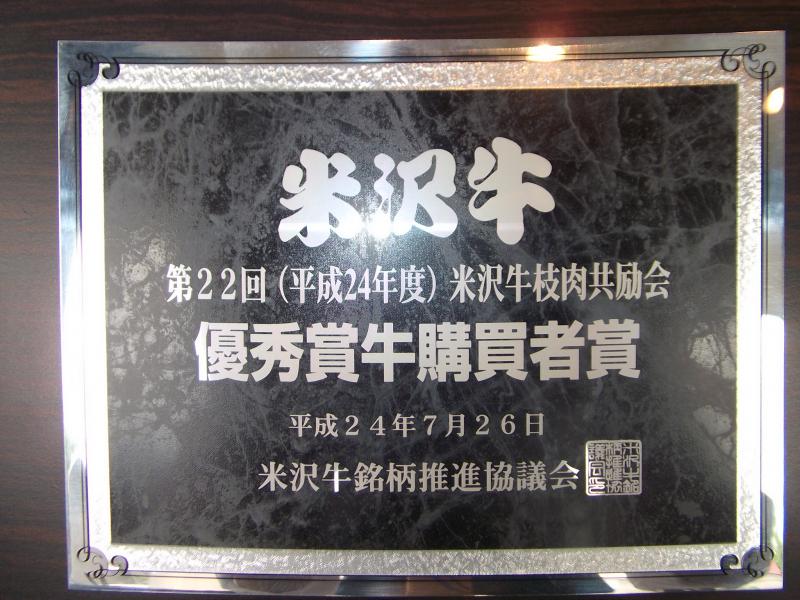 米沢牛
第２２回（平成24年度）米沢牛枝肉共励会
優秀賞牛購買者賞
平成２４年７月２６日
米沢牛銘柄推進協議会